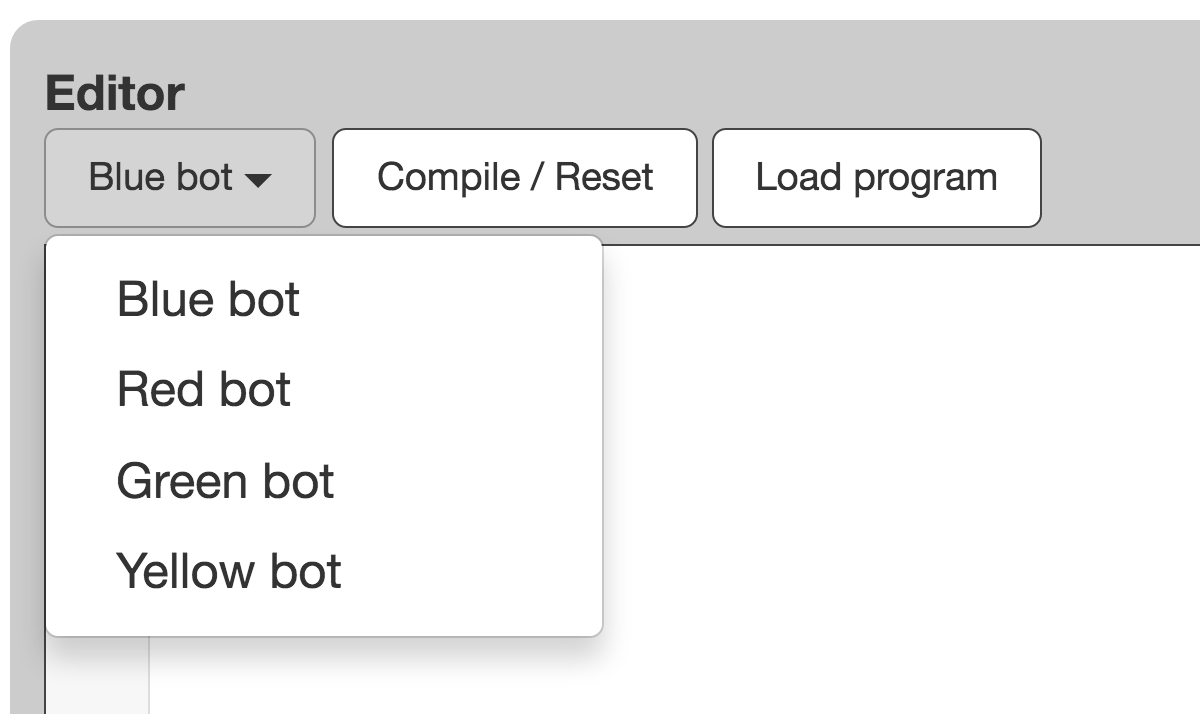 Editor
Blue bot
Compile / Reset
Load program
Blue bot
Red bot
Green bot
Yellow bot